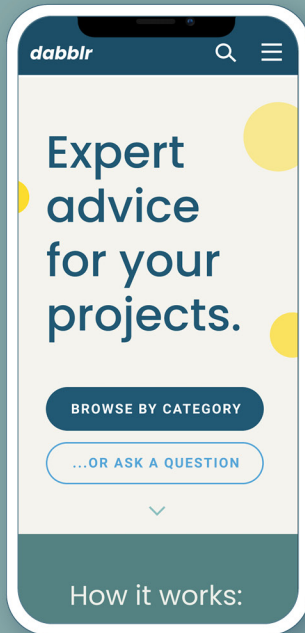 dabblr
Expert
advice
for your
projects.
BROWSE BY CATEGORY
...OR ASK A QUESTION
How it works: